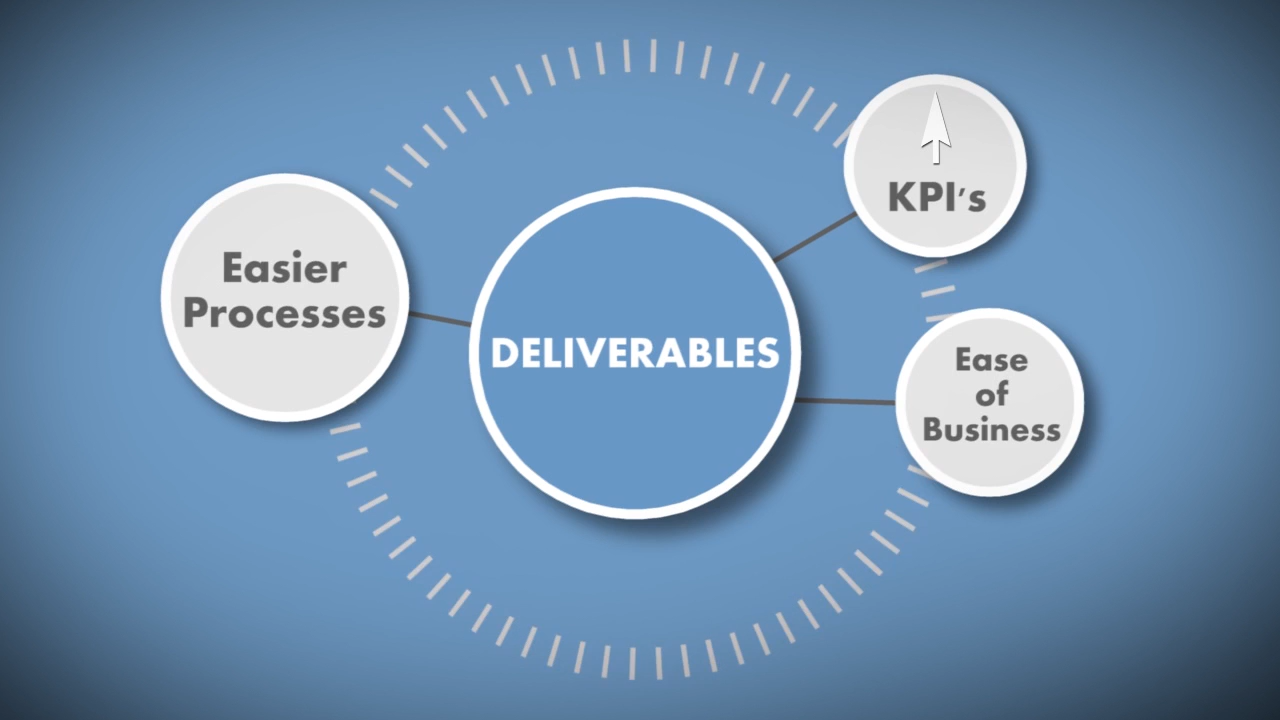 Easier
Processes
DELIVERABLES
KPI's
Ease
of
Business